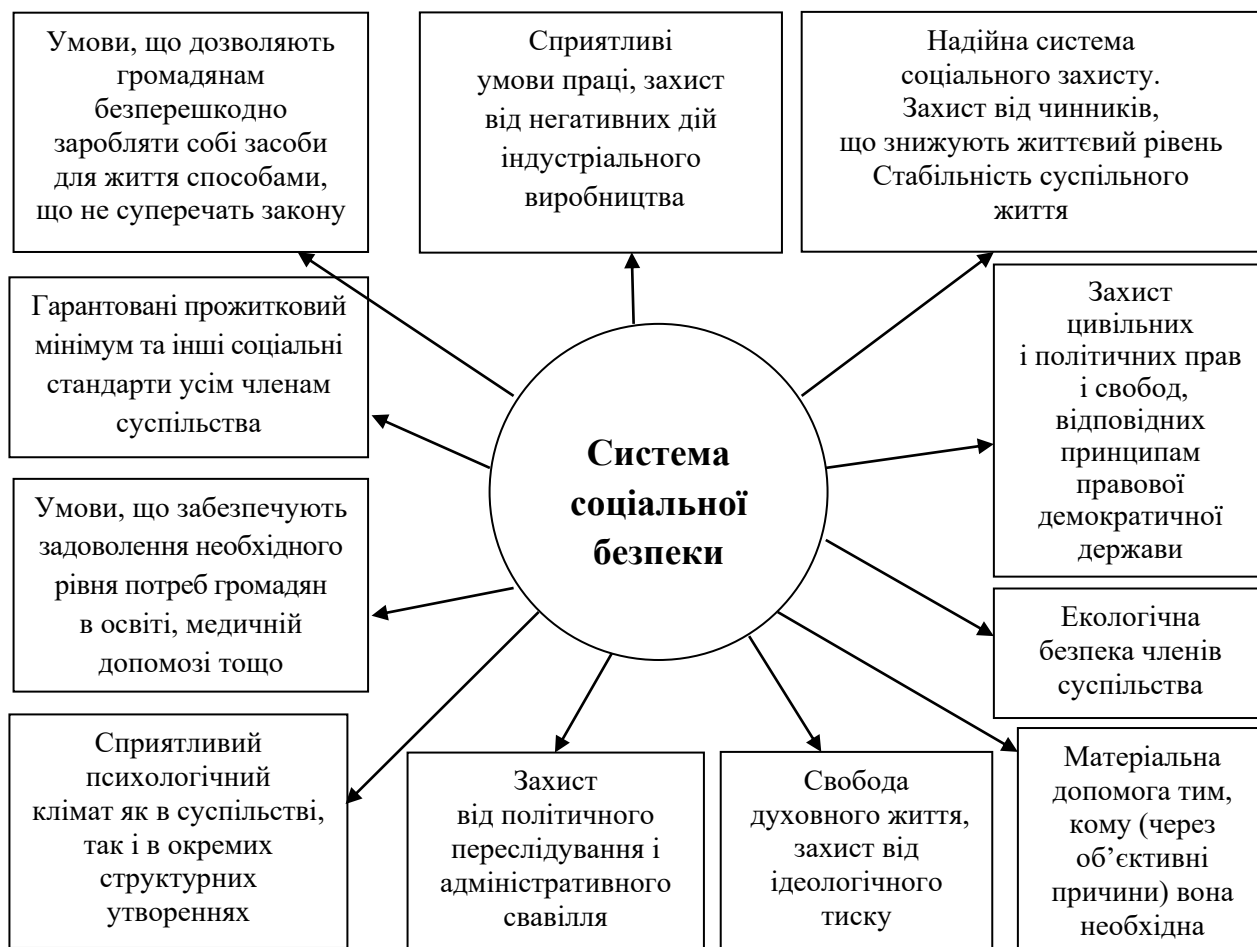 Умови, що дозволяють
громадянам
безперешкодно
заробляти собі засоби
для життя способами,
що не суперечать закону
Сприятливі
умови праці, захист
від негативних дій
індустріального
виробництва
Надійна система
соціального захисту.
Захист від чинників,
що знижують життєвий рівень
Стабільність суспільного
життя
Гарантовані прожитковий
мінімум та інші соціальні
стандарти усім членам
суспільства
Захист
цивільних
і політичних прав
і свобод,
відповідних
принципам
правової
демократичної
держави
Система
соціальної
безпеки
Умови, що забезпечують
задоволення необхідного
рівня потреб громадян
в освіті, медичній
допомозі тощо
Екологічна
безпека членів
суспільства
Сприятливий
психологічний
клімат як в суспільстві,
так і в окремих
структурних
утвореннях
Захист
від політичного
переслідування і
адміністративного
свавілля
Свобода
духовного життя,
захист від
ідеологічного
тиску
Матеріальна
допомога тим,
кому (через
об’єктивні
причини) вона
необхідна